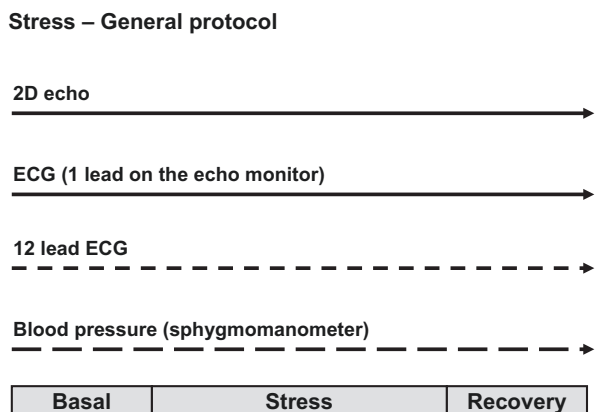 Stress – General protocol
2D echo
ECG (1 lead on the echo monitor)
12 lead ECG
Blood pressure (sphygmomanometer)
Basal Stress Recovery